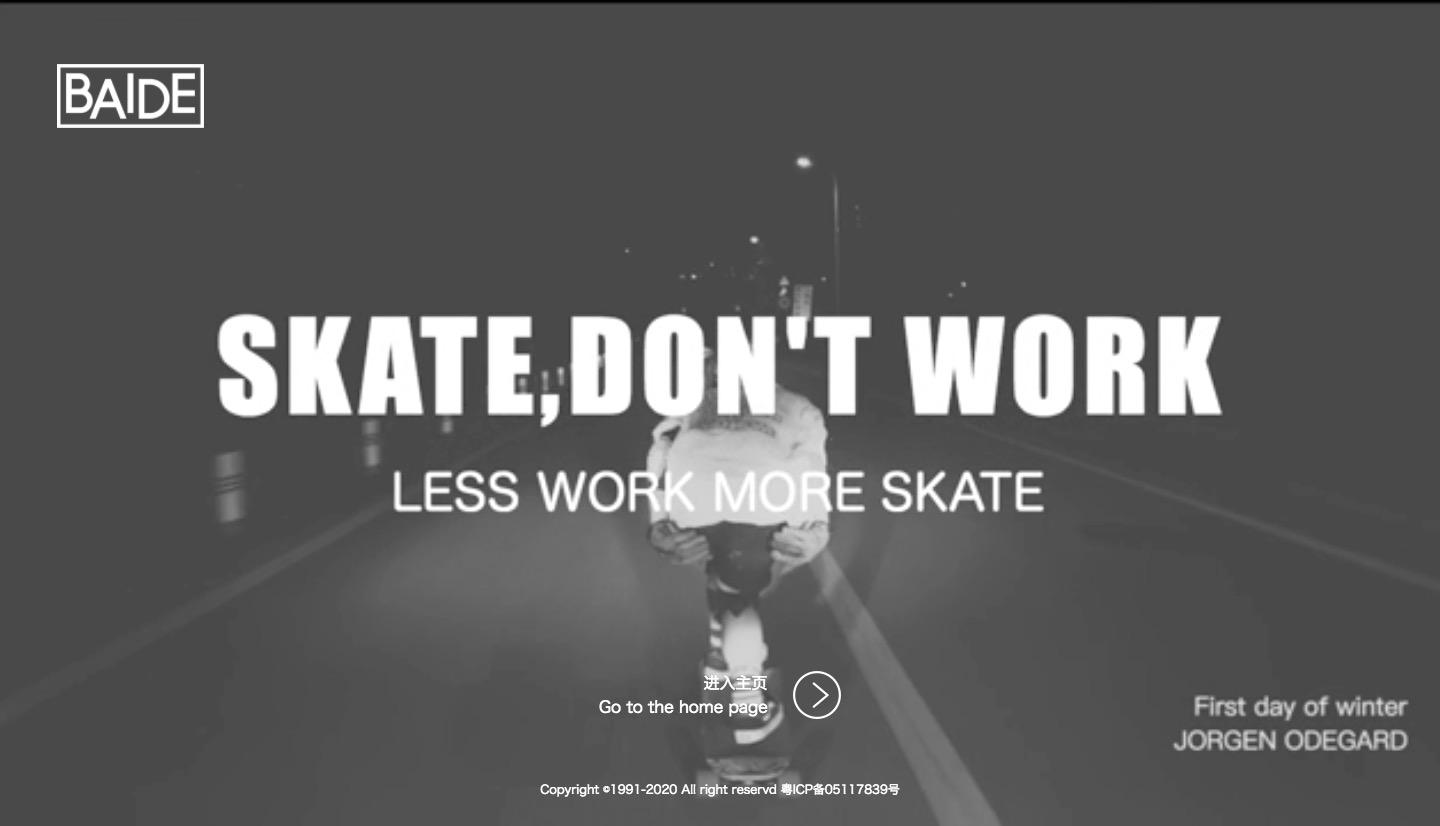 BAIDE
SKATE,DON'T WORK
LESS WORK MORE SKATE
进入主页
Go to the home page
First day of winter
JORGEN ODEGARD
Copyright ©1991-2020 All right reservd 粤ICP备05117839号